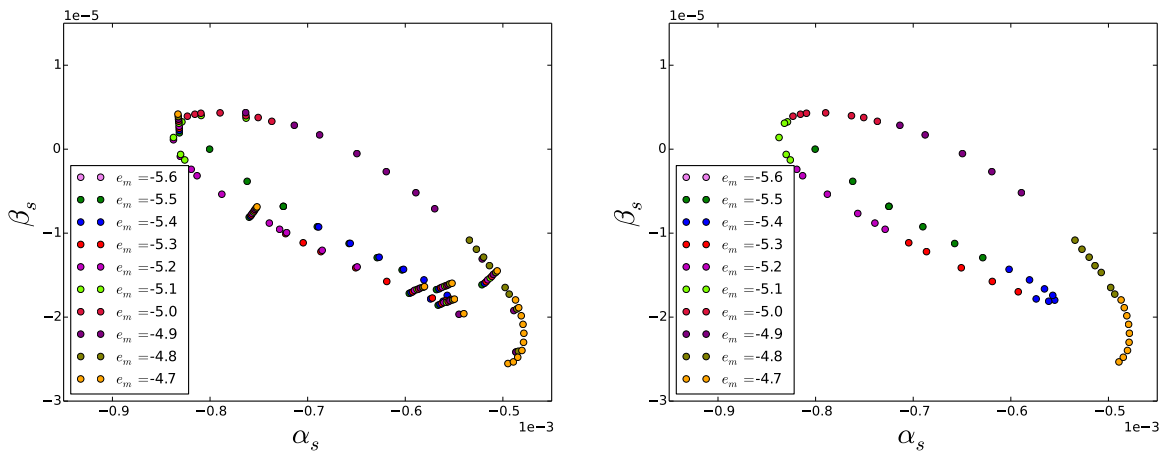 1e−5
1
0
−1
−2
−3
β_s
e_m =-5.6
e_m =-5.5
e_m =-5.4
e_m =-5.3
e_m =-5.2
e_m =-5.1
e_m =-5.0
e_m =-4.9
e_m =-4.8
e_m =-4.7
−0.9 −0.8 −0.7 −0.6 −0.5
1e−3
α_s
1e−5
1
0
−1
−2
−3
β_s
e_m =-5.6
e_m =-5.5
e_m =-5.4
e_m =-5.3
e_m =-5.2
e_m =-5.1
e_m =-5.0
e_m =-4.9
e_m =-4.8
e_m =-4.7
−0.9 −0.8 −0.7 −0.6 −0.5
1e−3
α_s